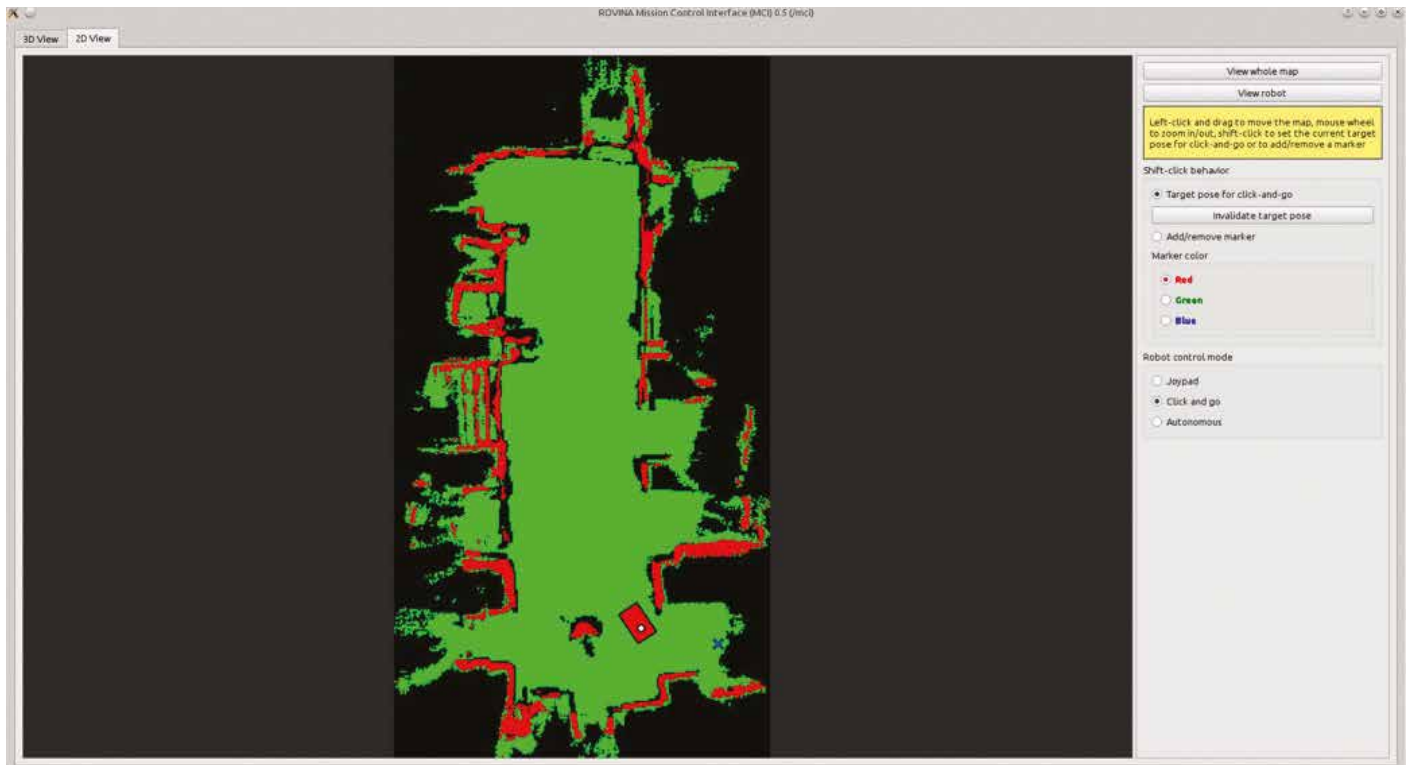 ROVINA Mission Control Interface (MCI) 0.5 (/mci)
3D View 2D View
View whole map
View robot
Left-click and drag to move the map, mouse wheel
to zoom in/out, shift-click to set the current target
pose for click-and-go or to add/remove a marker
Shift-click behavior
Target pose for click-and-go
Invalidate target pose
Add/remove marker
Marker color
Red
Green
Blue
Robot control mode
Joypad
Click and go
Autonomous